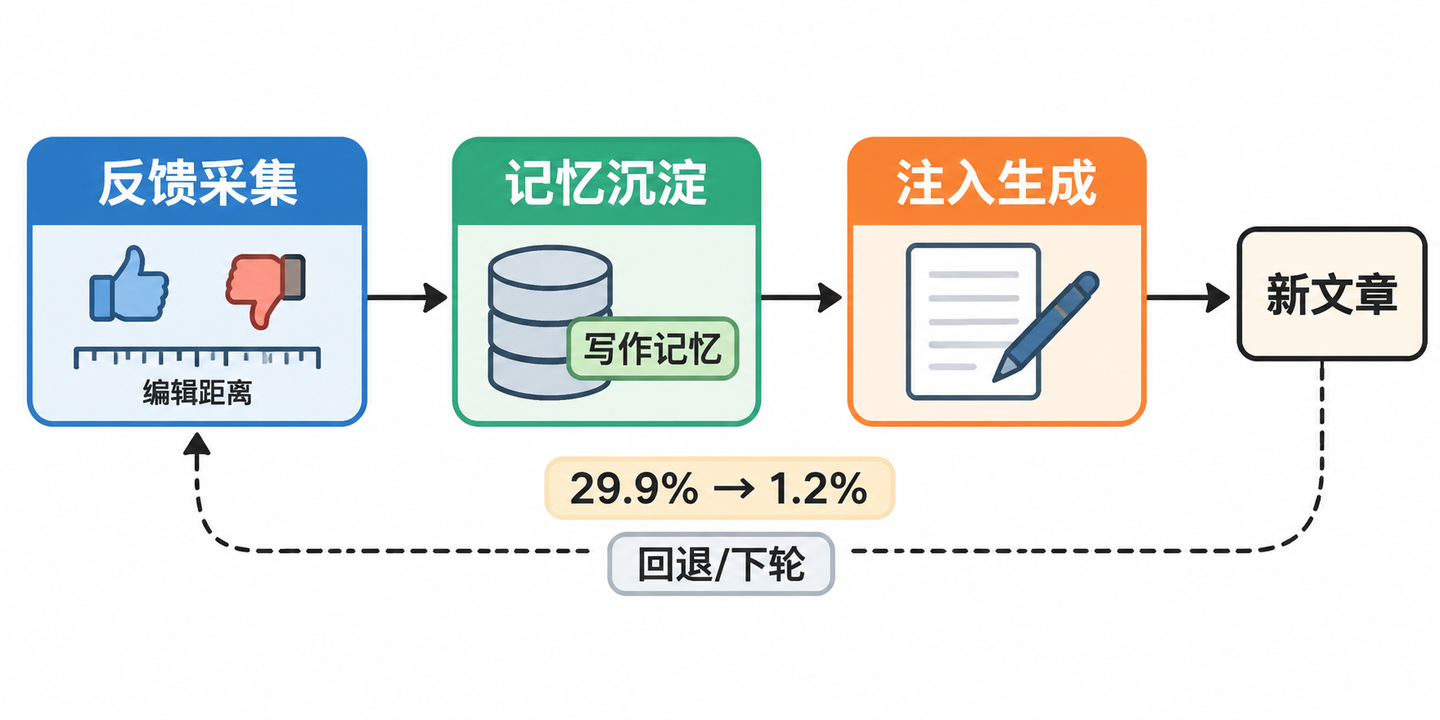 反馈采集
编辑距离
记忆沉淀
写作记忆
注入生成
新文章
29.9% → 1.2%
回退/下轮